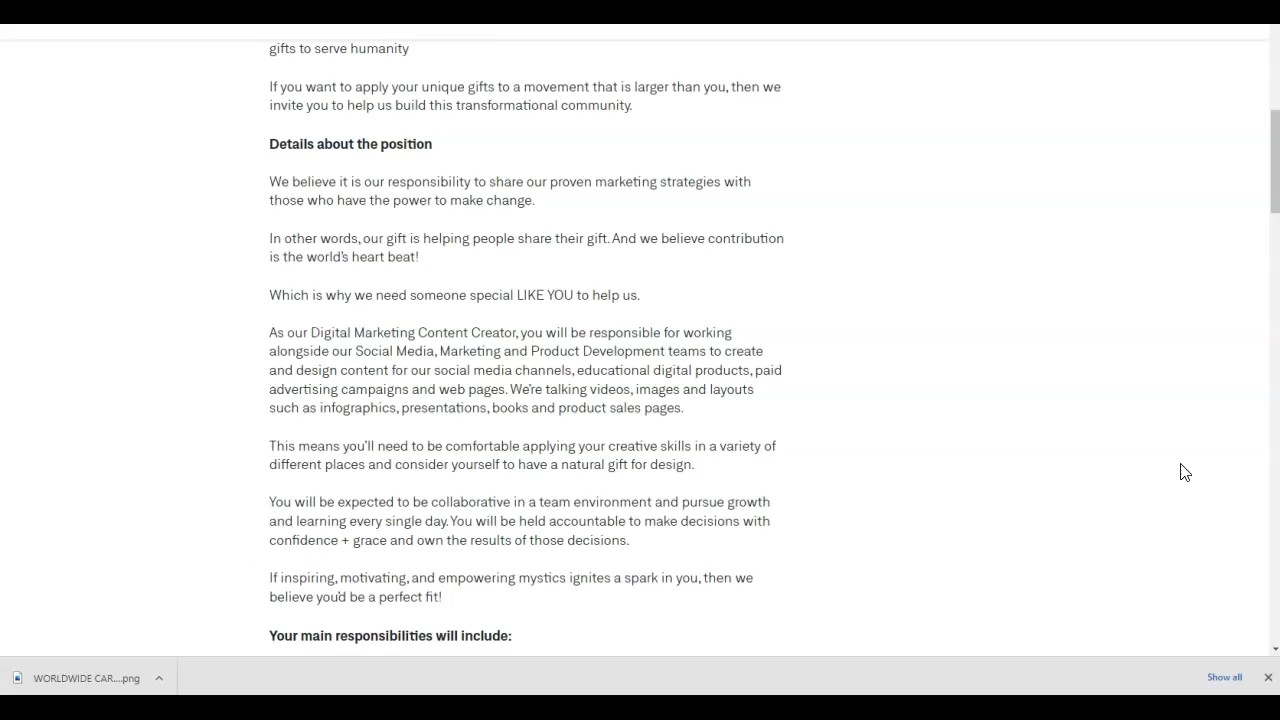 gifts to serve humanity
If you want to apply your unique gifts to a movement that is larger than you, then we
invite you to help us build this transformational community.
Details about the position
We believe it is our responsibility to share our proven marketing strategies with
those who have the power to make change.
In other words, our gift is helping people share their gift. And we believe contribution
is the world's heart beat!
Which is why we need someone special LIKE YOU to help us.
As our Digital Marketing Content Creator, you will be responsible for working
alongside our Social Media, Marketing and Product Development teams to create
and design content for our social media channels, educational digital products, paid
advertising campaigns and web pages. We're talking videos, images and layouts
such as infographics, presentations, books and product sales pages.
This means you'll need to be comfortable applying your creative skills in a variety of
different places and consider yourself to have a natural gift for design.
You will be expected to be collaborative in a team environment and pursue growth
and learning every single day. You will be held accountable to make decisions with
confidence + grace and own the results of those decisions.
If inspiring, motivating, and empowering mystics ignites a spark in you, then we
believe you'd be a perfect fit!
Your main responsibilities will include:
WORLDWIDE CAR....png
Show all